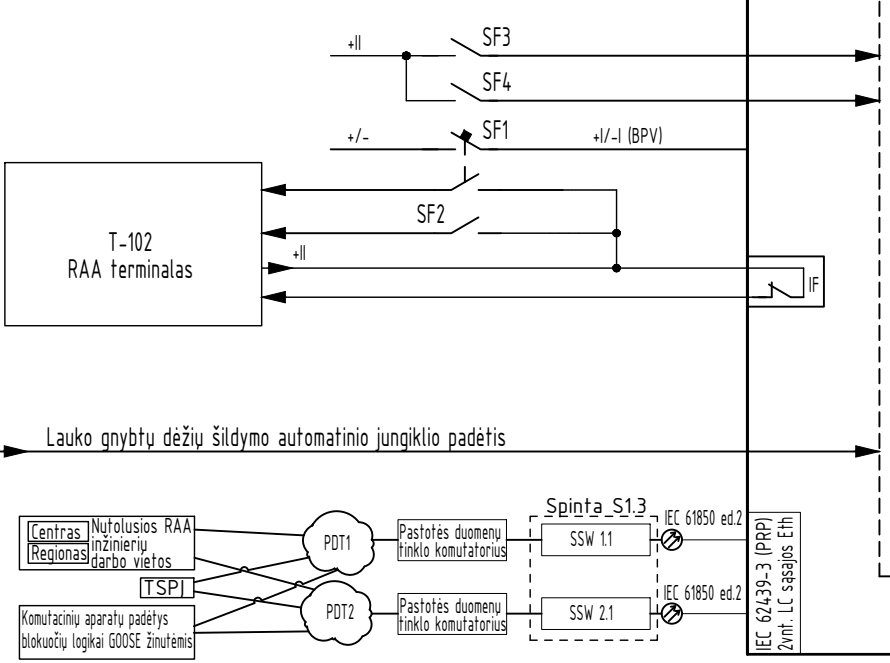 +II
SF3
SF4
+/-
SF1
+I/-I (BPV)
SF2
T-102
RAA terminalas
+II
IF
Lauko gnybtų dėžių šildymo automatinio jungiklio padėtis
Centras
Regionas
Nutolusios RAA
inžinierių
darbo vietos
TSPĮ
Komutacinių aparatų padėtys
blokuočių logikai GOOSE žinutėmis
PDT1
PDT2
Pastotės duomenų
tinklo komutatorius
Pastotės duomenų
tinklo komutatorius
Spinta S1.3
SSW 1.1
SSW 2.1
IEC 61850 ed.2
IEC 61850 ed.2
IEC 62439-3 (PRP)
2vnt. LC sąsajos Eth